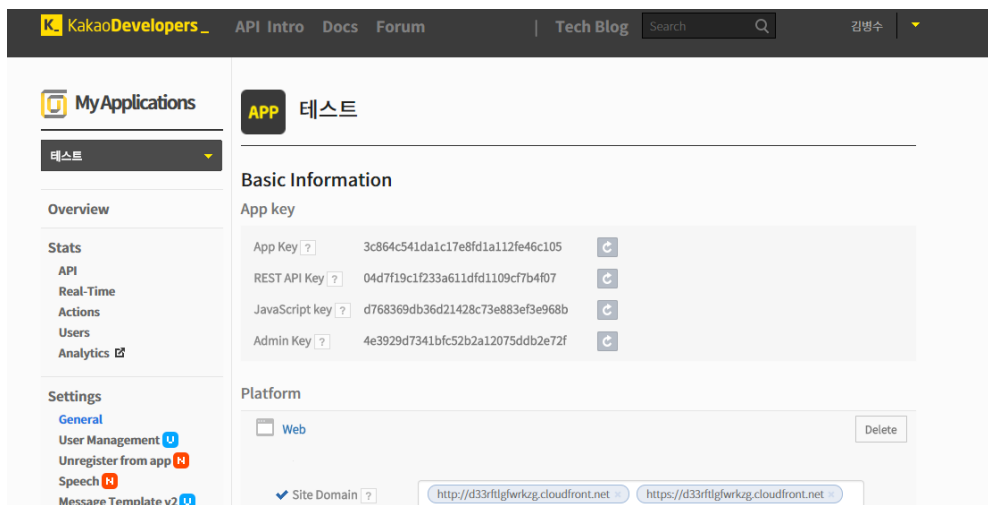 K_ KakaoDevelopers_ API Intro Docs Forum | Tech Blog Search 김병수
My Applications
APP 테스트
테스트
Basic Information
Overview
App key
Stats
API
Real-Time
Actions
Users
Analytics
App Key ? 3c864c541da1c17e8fd1a112fe46c105
REST API Key ? 04d7f19c1f233a611dfd1109cf7b4f07
JavaScript key ? d768369db36d21428c73e883ef3e968b
Admin Key ? 4e3929d7341bfc52b2a12075ddb2e72f
Settings
General
User Management U
Unregister from app N
Speech N
Message Template v2 U
Platform
Web Delete
Site Domain ? http://d33rftlgfwrkzg.cloudfront.net × https://d33rftlgfwrkzg.cloudfront.net ×